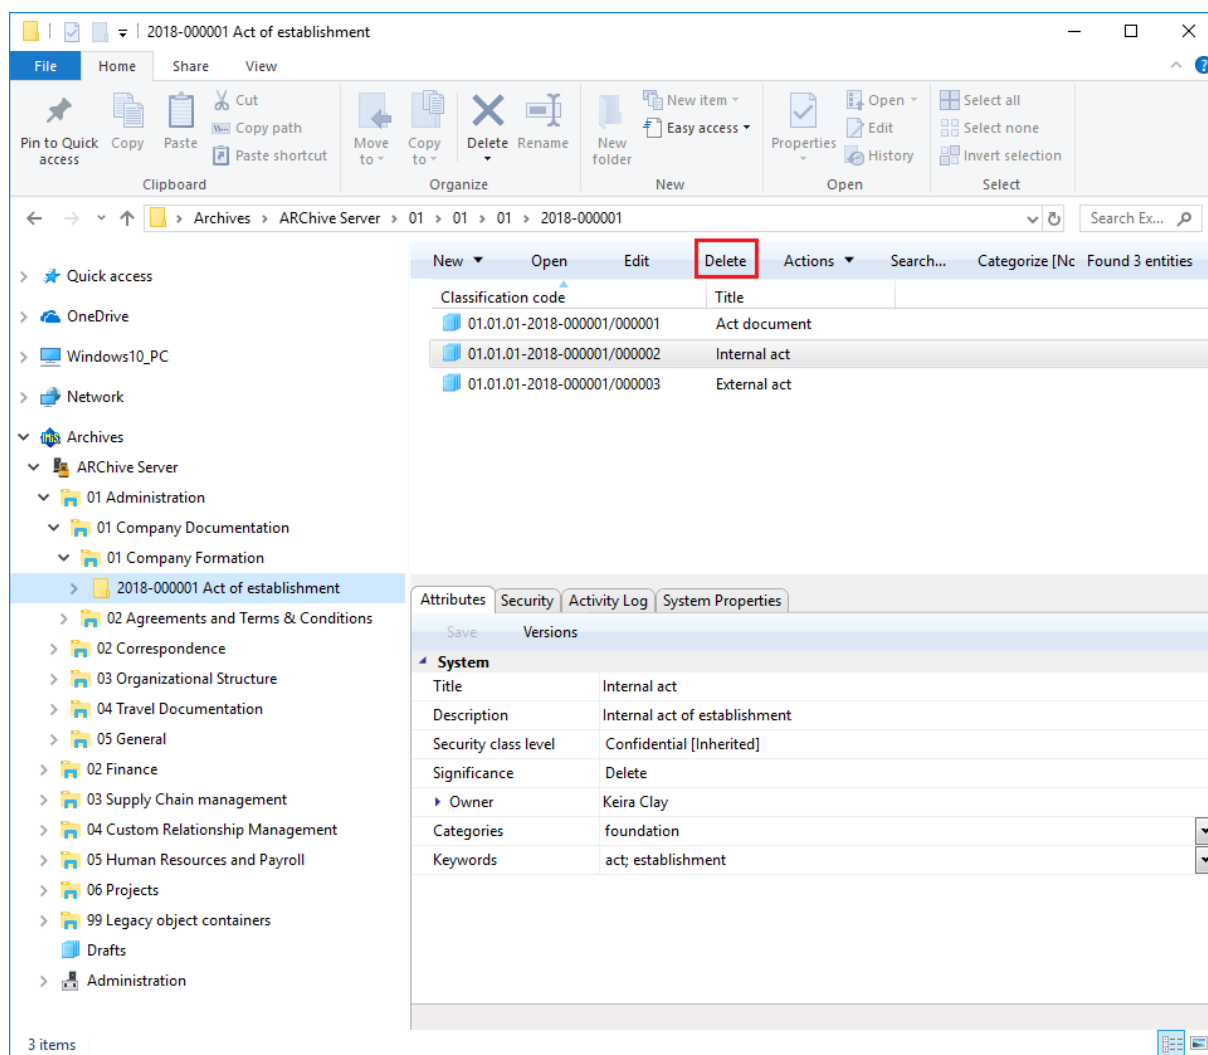 2018-000001 Act of establishment
File Home Share View
Pin to Quick access
Copy
Paste
Cut
Copy path
Paste shortcut
Clipboard
Move to
Copy to
Delete
Rename
Organize
New folder
New item
Easy access
New
Properties
Open
Edit
History
Open
Select all
Select none
Invert selection
Select
Archives > ARChive Server > 01 > 01 > 01 > 2018-000001
Search Ex...
Quick access
OneDrive
Windows10_PC
Network
Archives
ARChive Server
01 Administration
01 Company Documentation
01 Company Formation
2018-000001 Act of establishment
02 Agreements and Terms & Conditions
02 Correspondence
03 Organizational Structure
04 Travel Documentation
05 General
02 Finance
03 Supply Chain management
04 Custom Relationship Management
05 Human Resources and Payroll
06 Projects
99 Legacy object containers
Drafts
Administration
New Open Edit Delete Actions Search... Categorize [Nc Found 3 entities
Classification code Title
01.01.01-2018-000001/000001 Act document
01.01.01-2018-000001/000002 Internal act
01.01.01-2018-000001/000003 External act
Attributes Security Activity Log System Properties
Save Versions
System
Title Internal act
Description Internal act of establishment
Security class level Confidential [Inherited]
Significance Delete
Owner Keira Clay
Categories foundation
Keywords act; establishment
3 items